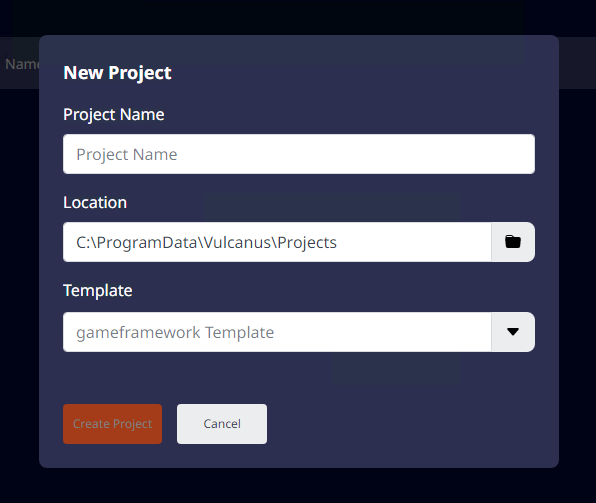 Name
New Project
Project Name
Project Name
Location
C:\ProgramData\Vulcanus\Projects
Template
gameframework Template
Create Project
Cancel